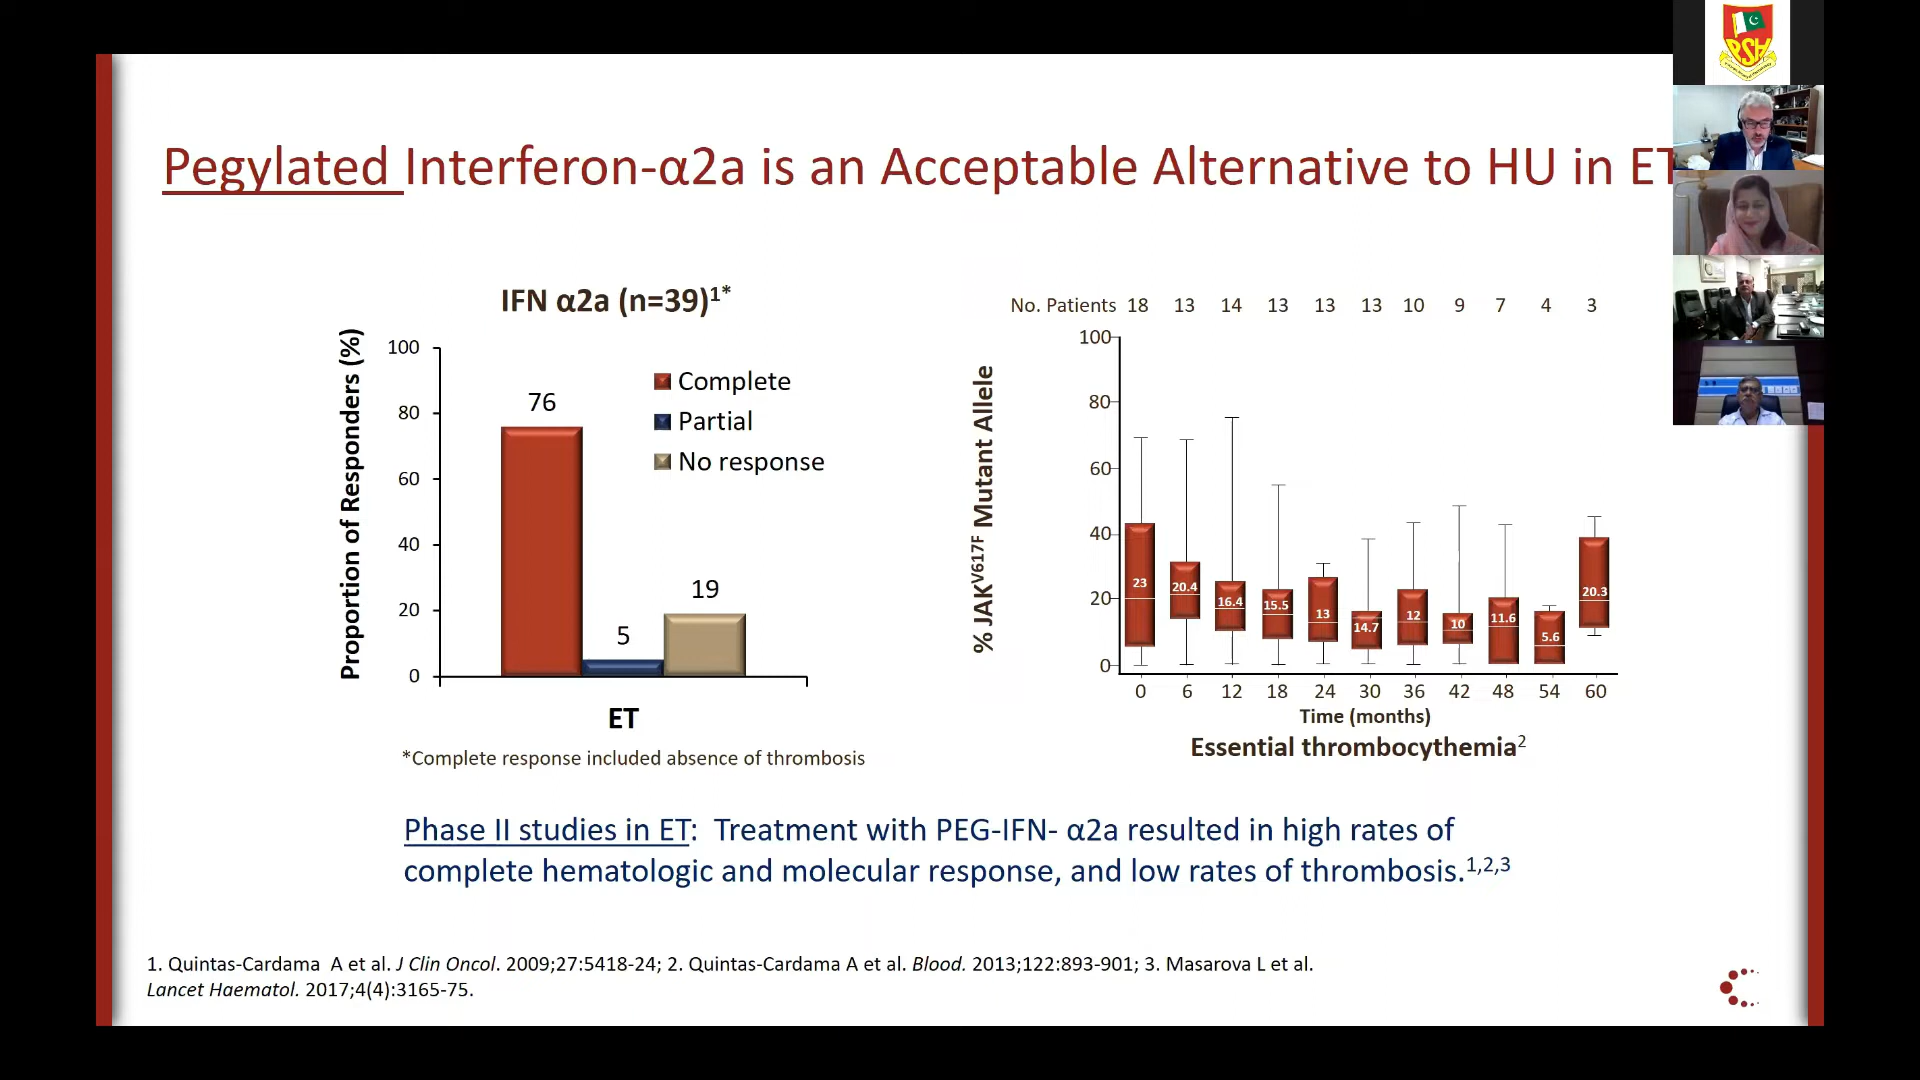 Pegylated Interferon-α2a is an Acceptable Alternative to HU in ET
PSH
IFN α2a (n=39)1*
Proportion of Responders (%)
100
80
60
40
20
0
76
5
19
Complete
Partial
No response
ET
*Complete response included absence of thrombosis
No. Patients 18 13 14 13 13 13 10 9 7 4 3
% JAKV617F Mutant Allele
100
80
60
40
20
0
23 20.4 16.4 15.5 13 14.7 12 10 11.6 5.6 20.3
0 6 12 18 24 30 36 42 48 54 60
Time (months)
Essential thrombocythemia2
Phase II studies in ET: Treatment with PEG-IFN- α2a resulted in high rates of
complete hematologic and molecular response, and low rates of thrombosis.1,2,3
1. Quintas-Cardama A et al. J Clin Oncol. 2009;27:5418-24; 2. Quintas-Cardama A et al. Blood. 2013;122:893-901; 3. Masarova L et al.
Lancet Haematol. 2017;4(4):3165-75.